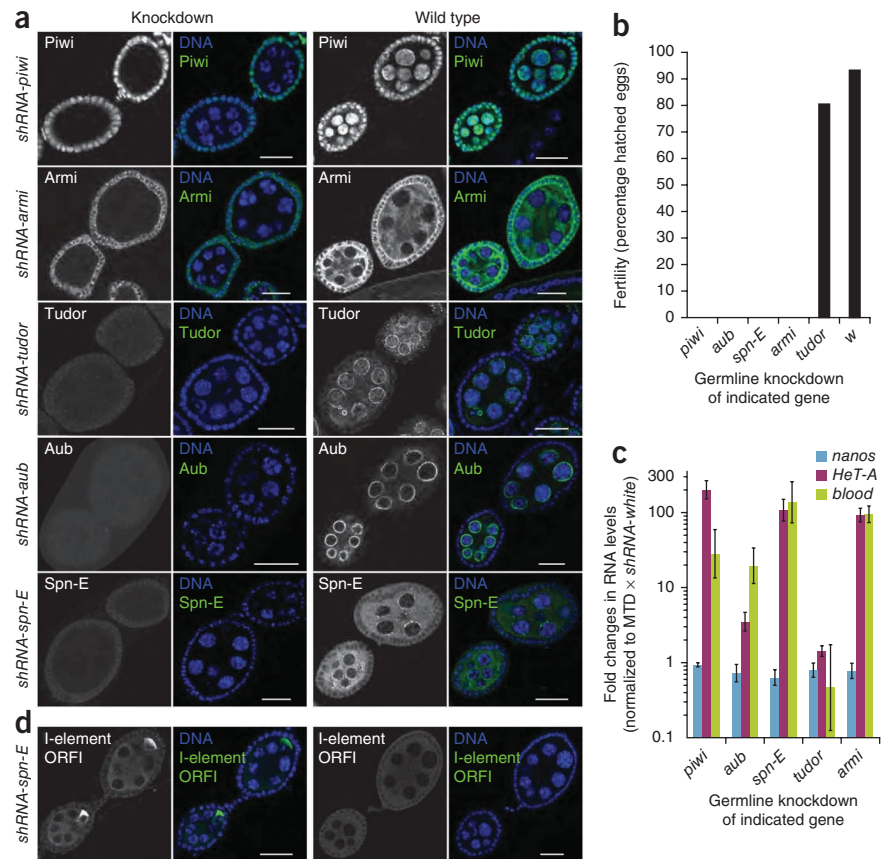 a
Knockdown
Wild type
shRNA-piwi
Piwi
DNA
Piwi
Piwi
DNA
Piwi
shRNA-armi
Armi
DNA
Armi
Armi
DNA
Armi
shRNA-tudor
Tudor
DNA
Tudor
Tudor
DNA
Tudor
shRNA-aub
Aub
DNA
Aub
Aub
DNA
Aub
shRNA-spn-E
Spn-E
DNA
Spn-E
Spn-E
DNA
Spn-E
d
shRNA-spn-E
I-element
ORFI
DNA
I-element
ORFI
I-element
ORFI
DNA
I-element
ORFI
b
Fertility (percentage hatched eggs)
100
90
80
70
60
50
40
30
20
10
0
piwi
aub
spn-E
armi
tudor
w
Germline knockdown
of indicated gene
c
nanos
HeT-A
blood
Fold changes in RNA levels
(normalized to MTD × shRNA-white)
300
100
10
1
0.1
piwi
aub
spn-E
tudor
armi
Germline knockdown
of indicated gene